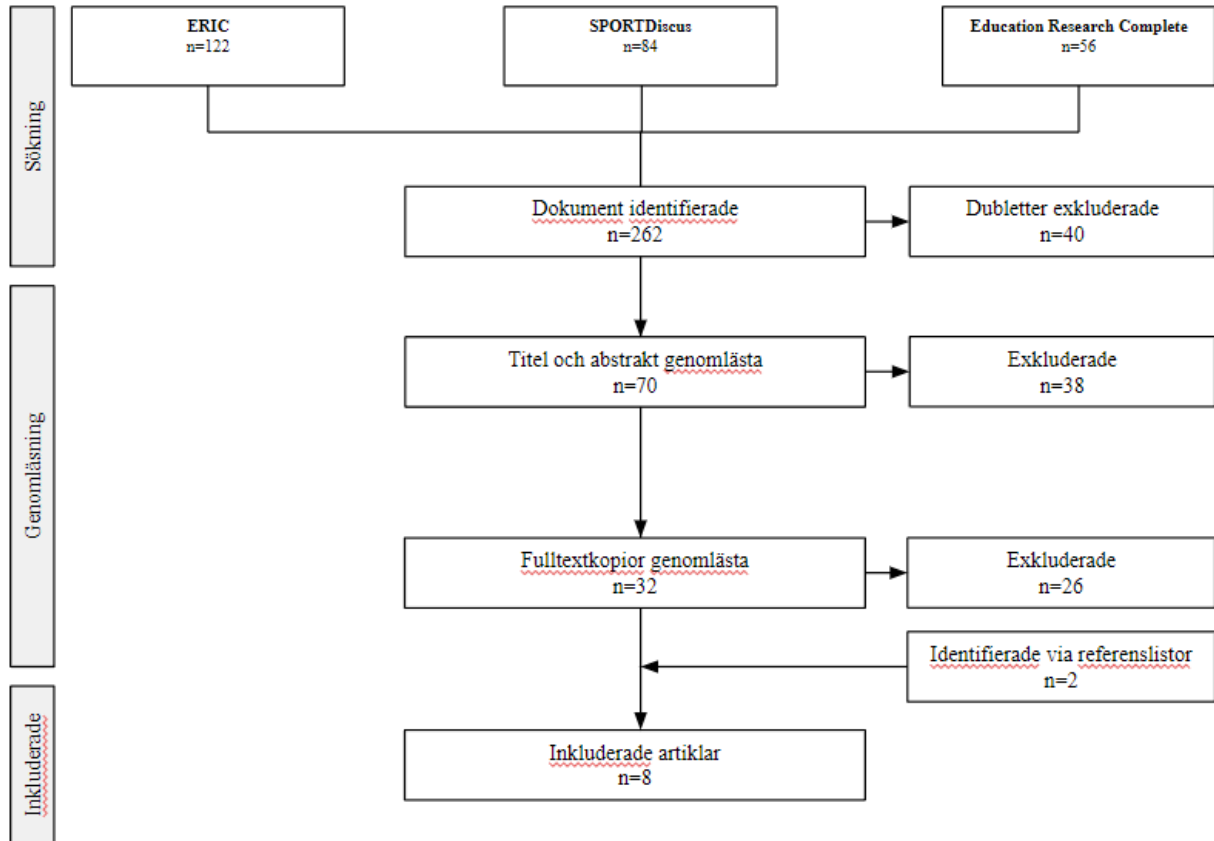 ERIC
n=122
SPORTDiscus
n=84
Education Research Complete
n=56
Sökning
Dokument identifierade
n=262
Dubletter exkluderade
n=40
Genomläsning
Titel och abstrakt genomlästa
n=70
Exkluderade
n=38
Fulltextkopior genomlästa
n=32
Exkluderade
n=26
Identifierade via referenslistor
n=2
Inkluderade
Inkluderade artiklar
n=8